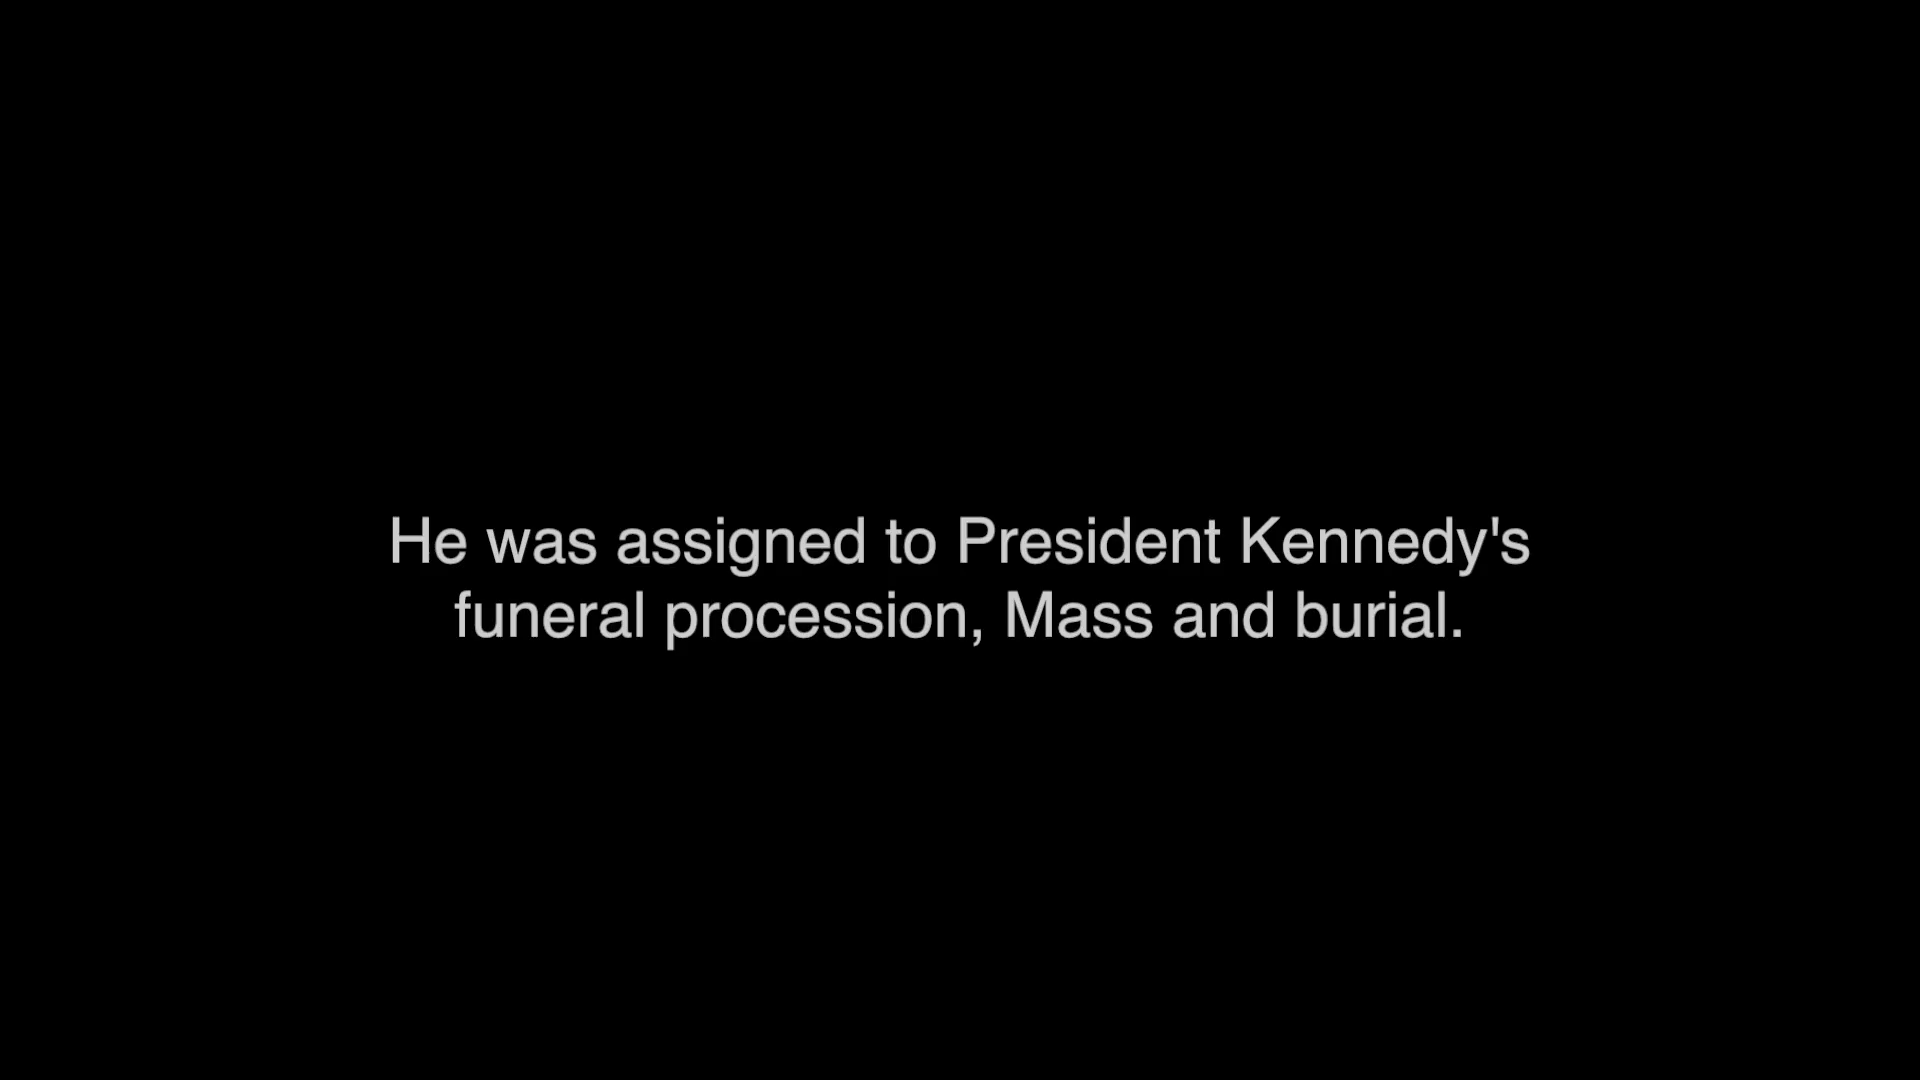 He was assigned to President Kennedy's
funeral procession, Mass and burial.